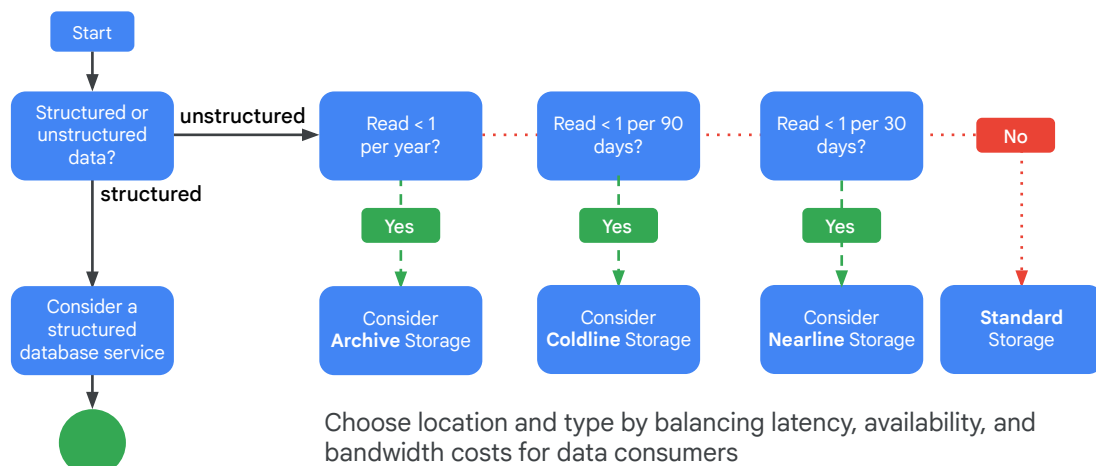 Start
Structured or
unstructured
data?
unstructured
structured
Read < 1
per year?
Read < 1 per 90
days?
Read < 1 per 30
days?
No
Yes
Yes
Yes
Consider a
structured
database service
Consider
Archive Storage
Consider
Coldline Storage
Consider
Nearline Storage
Standard
Storage
Choose location and type by balancing latency, availability, and
bandwidth costs for data consumers